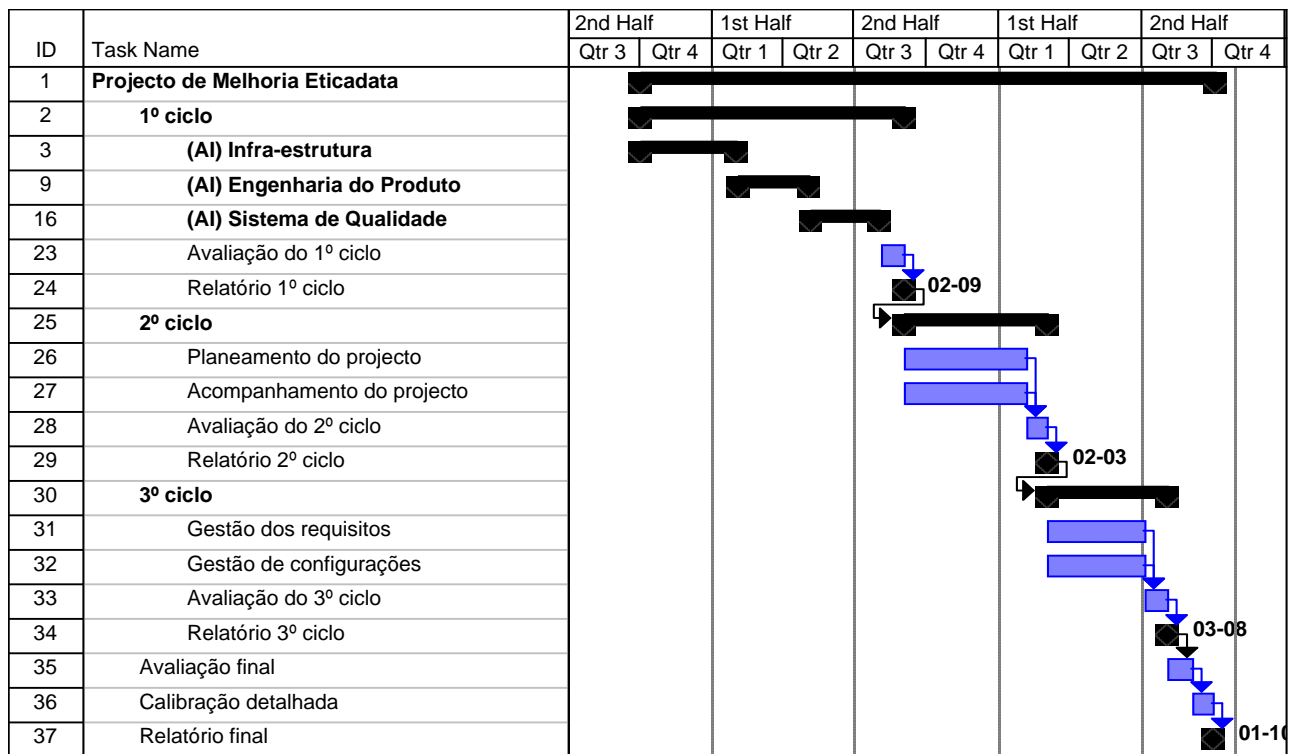 2nd Half 1st Half 2nd Half 1st Half 2nd Half
ID Task Name Qtr 3 Qtr 4 Qtr 1 Qtr 2 Qtr 3 Qtr 4 Qtr 1 Qtr 2 Qtr 3 Qtr 4
1 Projecto de Melhoria Eticadata
2 1º ciclo
3 (AI) Infra-estrutura
9 (AI) Engenharia do Produto
16 (AI) Sistema de Qualidade
23 Avaliação do 1º ciclo
24 Relatório 1º ciclo 02-09
25 2º ciclo
26 Planeamento do projecto
27 Acompanhamento do projecto
28 Avaliação do 2º ciclo
29 Relatório 2º ciclo 02-03
30 3º ciclo
31 Gestão dos requisitos
32 Gestão de configurações
33 Avaliação do 3º ciclo
34 Relatório 3º ciclo 03-08
35 Avaliação final
36 Calibração detalhada
37 Relatório final 01-10